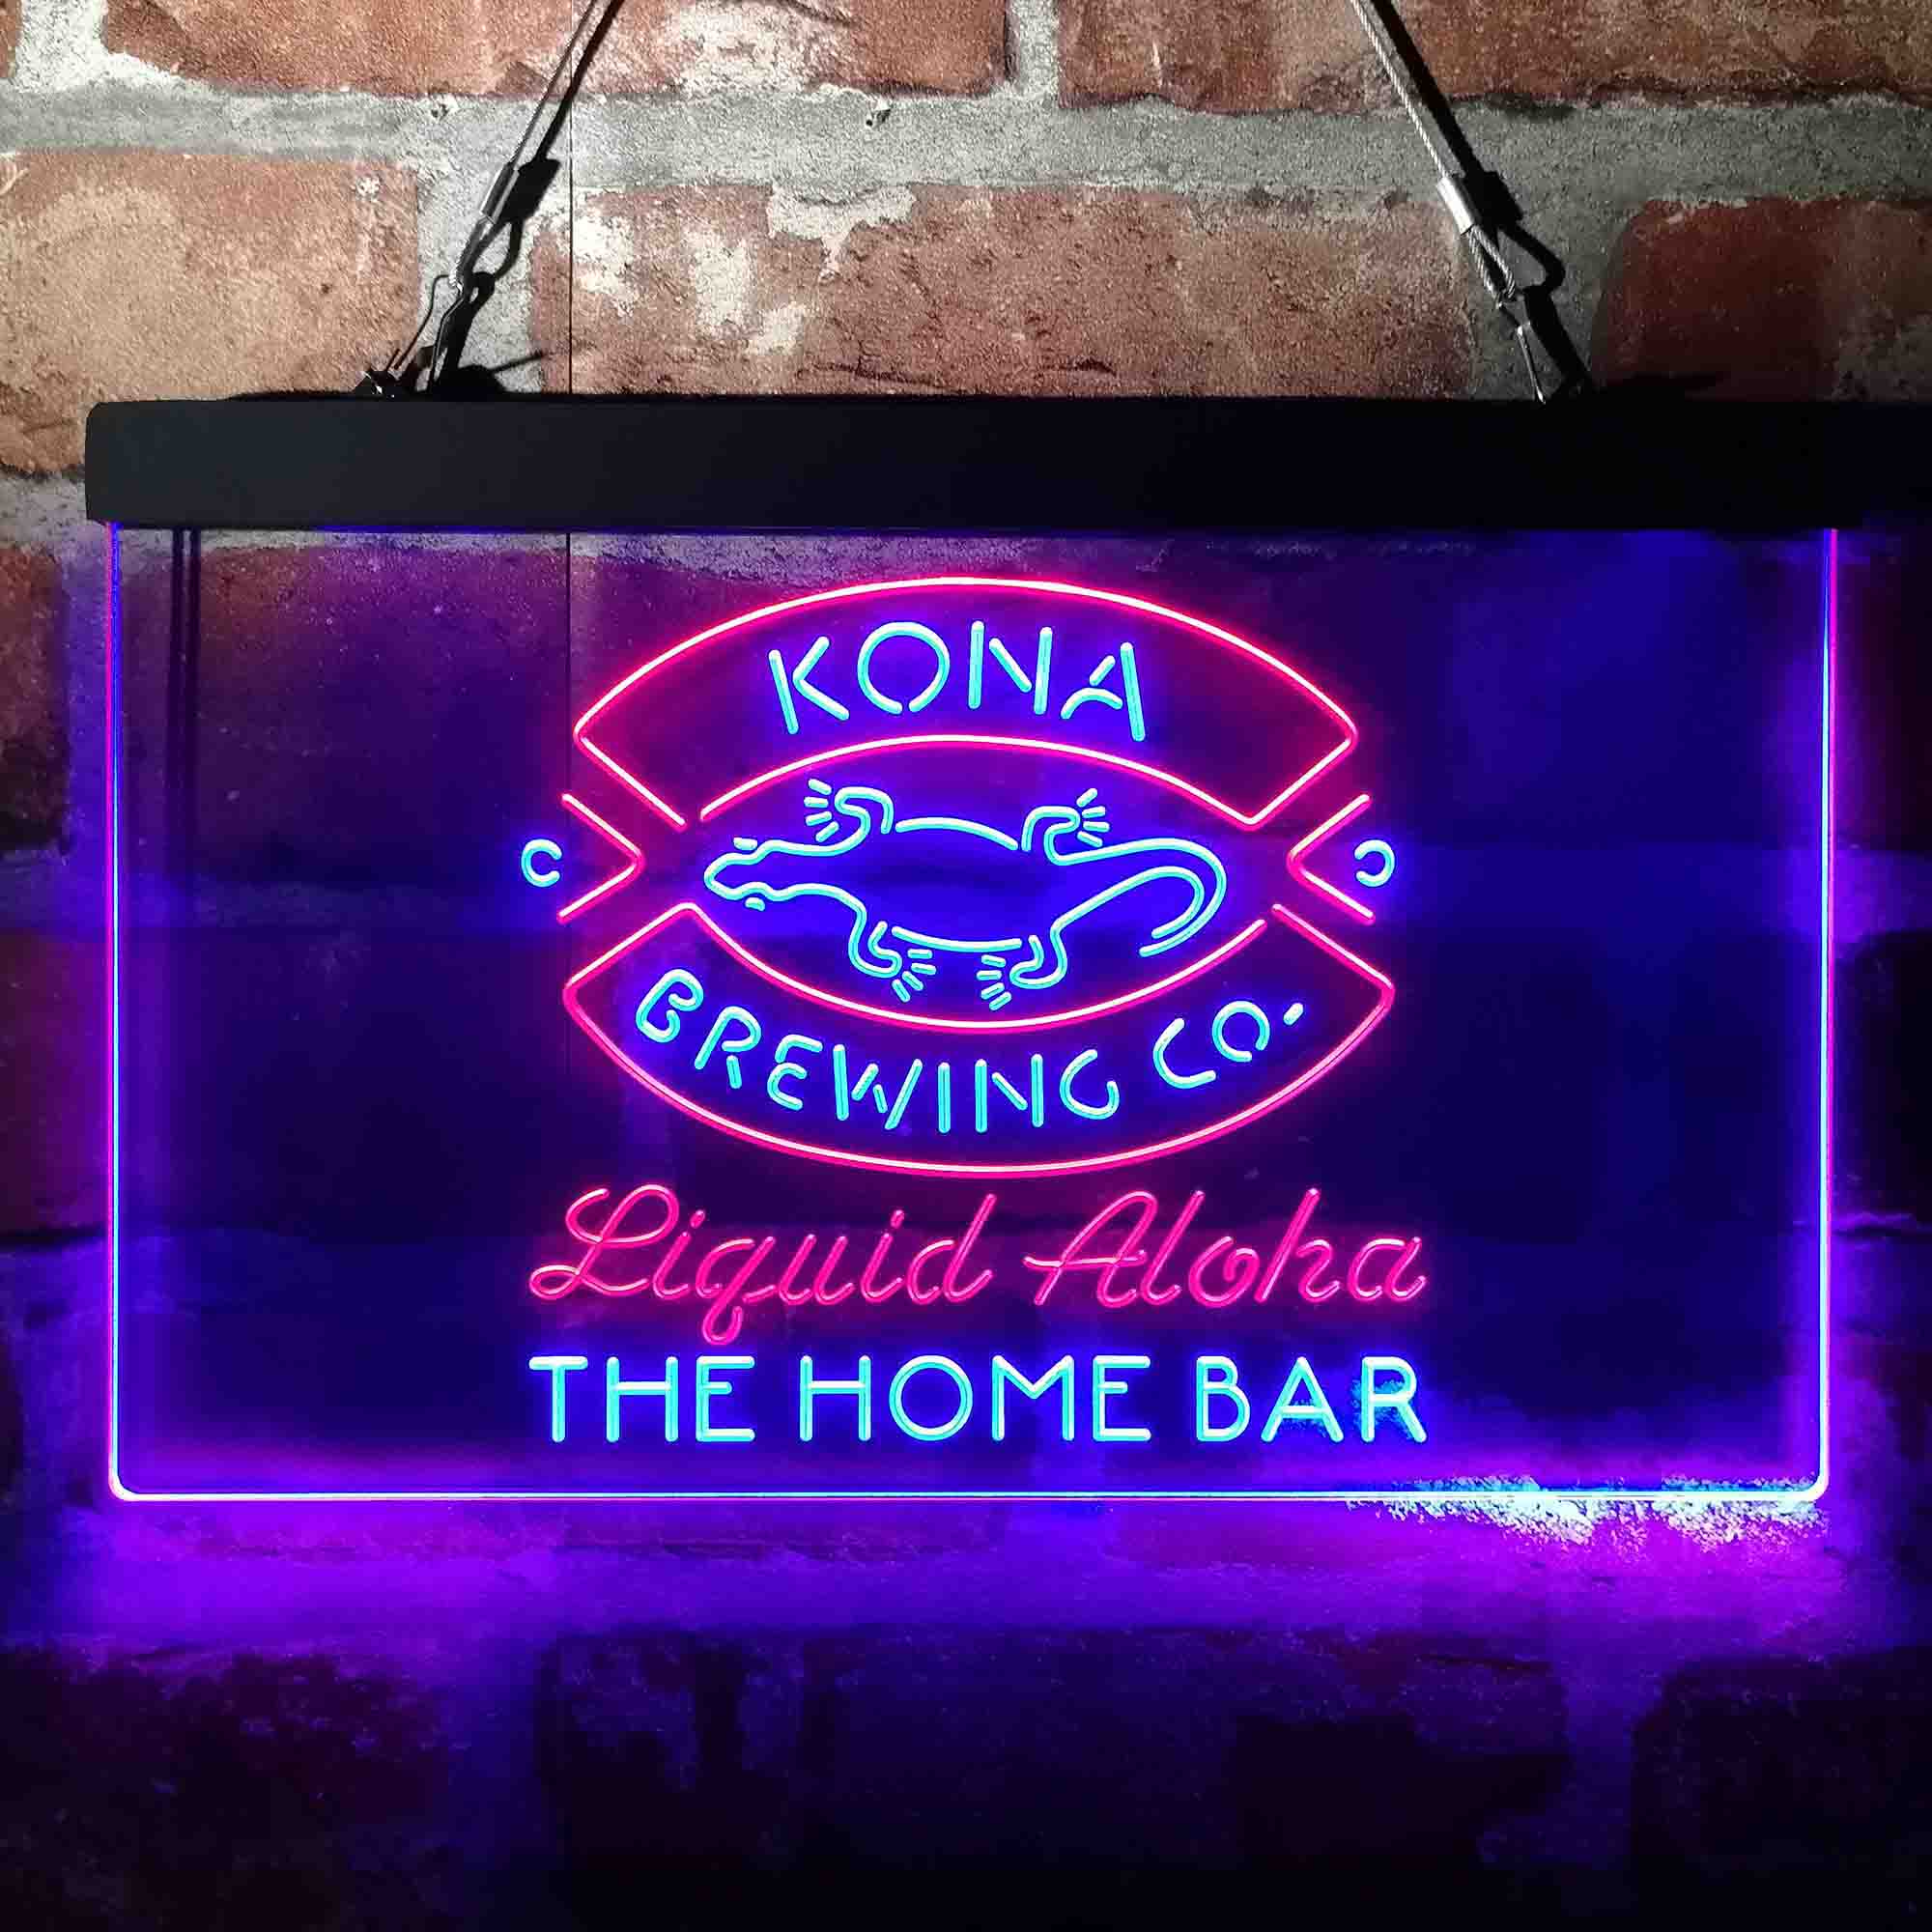 KONA
BREWING CO.
Liquid Aloha
THE HOME BAR